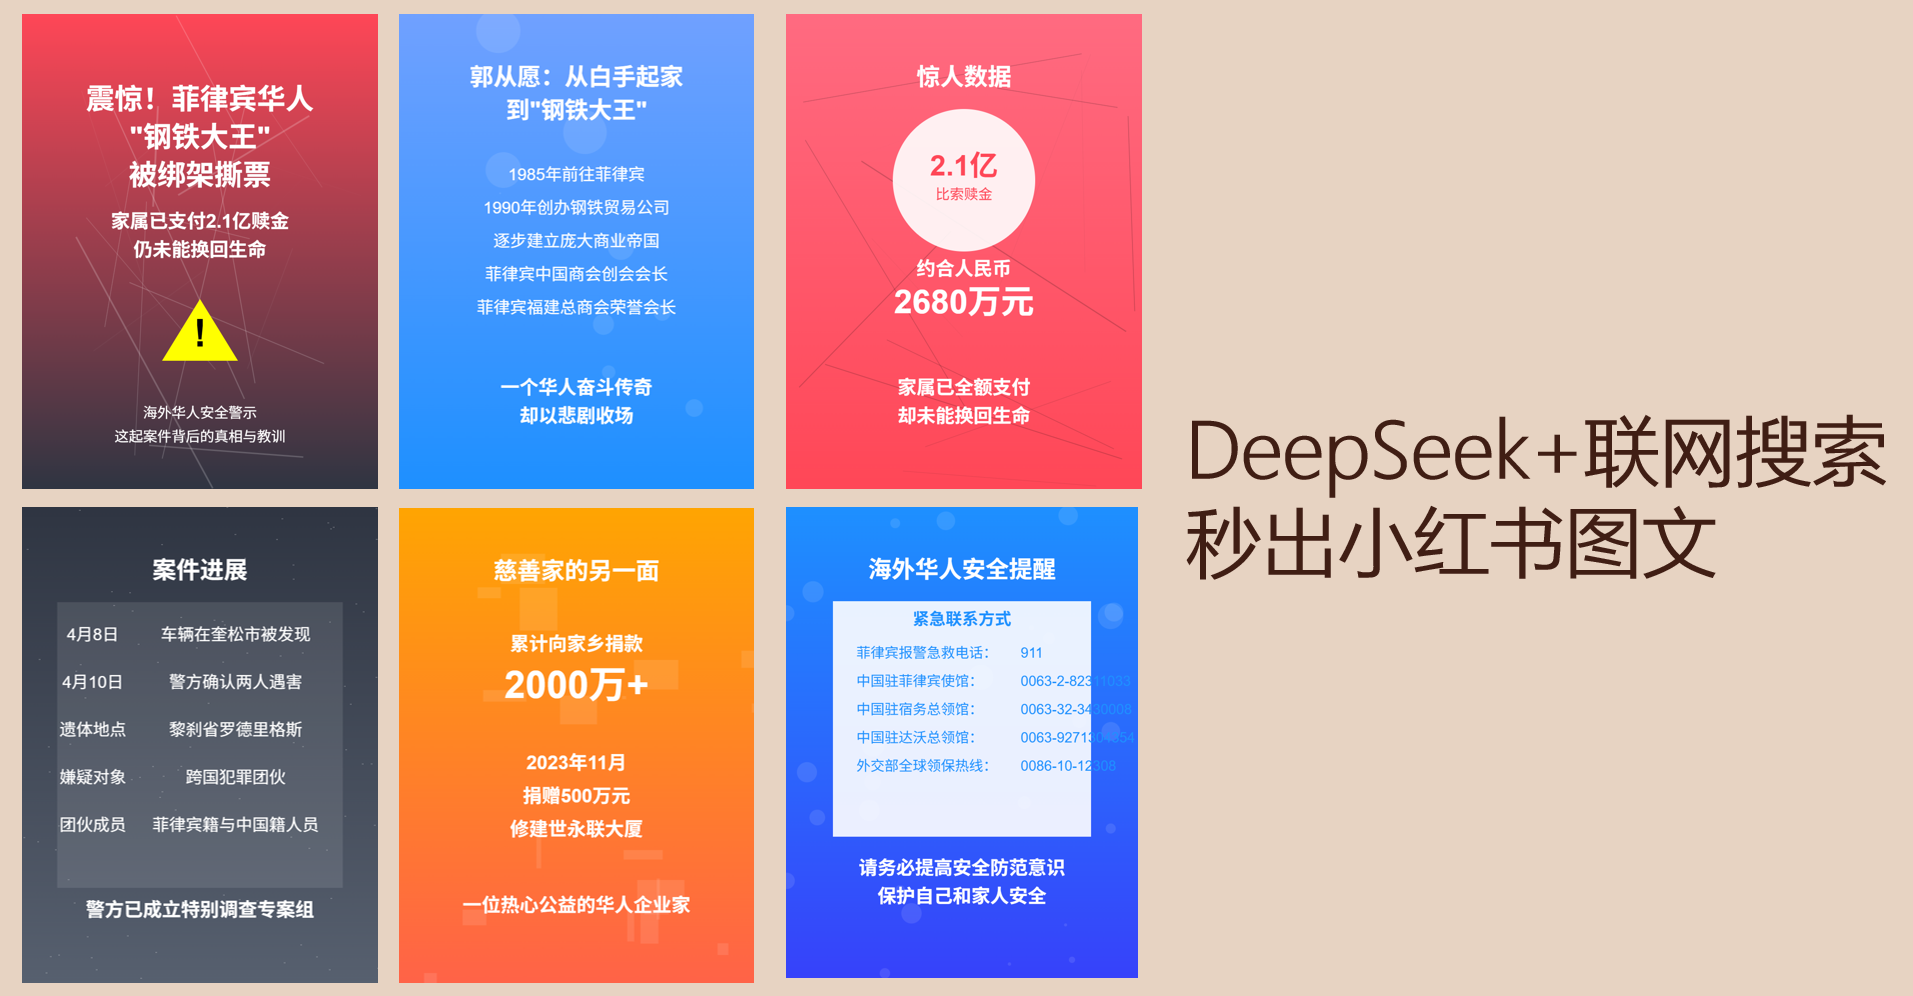 震惊！菲律宾华人
"钢铁大王"
被绑架撕票
家属已支付2.1亿赎金
仍未能换回生命
!
海外华人安全警示
这起案件背后的真相与教训
郭从愿：从白手起家
到"钢铁大王"
1985年前往菲律宾
1990年创办钢铁贸易公司
逐步建立庞大商业帝国
菲律宾中国商会创会会长
菲律宾福建总商会荣誉会长
一个华人奋斗传奇
却以悲剧收场
惊人数据
2.1亿
比索赎金
约合人民币
2680万元
家属已全额支付
却未能换回生命
案件进展
4月8日 车辆在奎松市被发现
4月10日 警方确认两人遇害
遗体地点 黎刹省罗德里格斯
嫌疑对象 跨国犯罪团伙
团伙成员 菲律宾籍与中国籍人员
警方已成立特别调查专案组
慈善家的另一面
累计向家乡捐款
2000万+
2023年11月
捐赠500万元
修建世永联大厦
一位热心公益的华人企业家
海外华人安全提醒
紧急联系方式
菲律宾报警急救电话： 911
中国驻菲律宾使馆： 0063-2-82311033
中国驻宿务总领馆： 0063-32-3430008
中国驻达沃总领馆： 0063-9271304354
外交部全球领保热线： 0086-10-12308
请务必提高安全防范意识
保护自己和家人安全
DeepSeek+联网搜索
秒出小红书图文